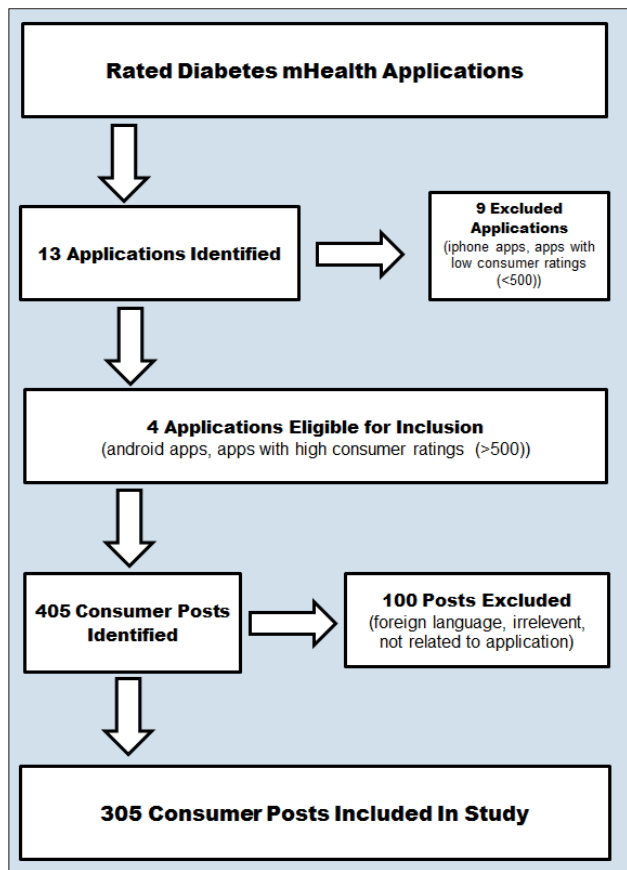 Rated Diabetes mHealth Applications
13 Applications Identified
9 Excluded
Applications
(iphone apps, apps with
low consumer ratings
(<500))
4 Applications Eligible for Inclusion
(android apps, apps with high consumer ratings (>500))
405 Consumer Posts
Identified
100 Posts Excluded
(foreign language, irrelevent,
not related to application)
305 Consumer Posts Included In Study